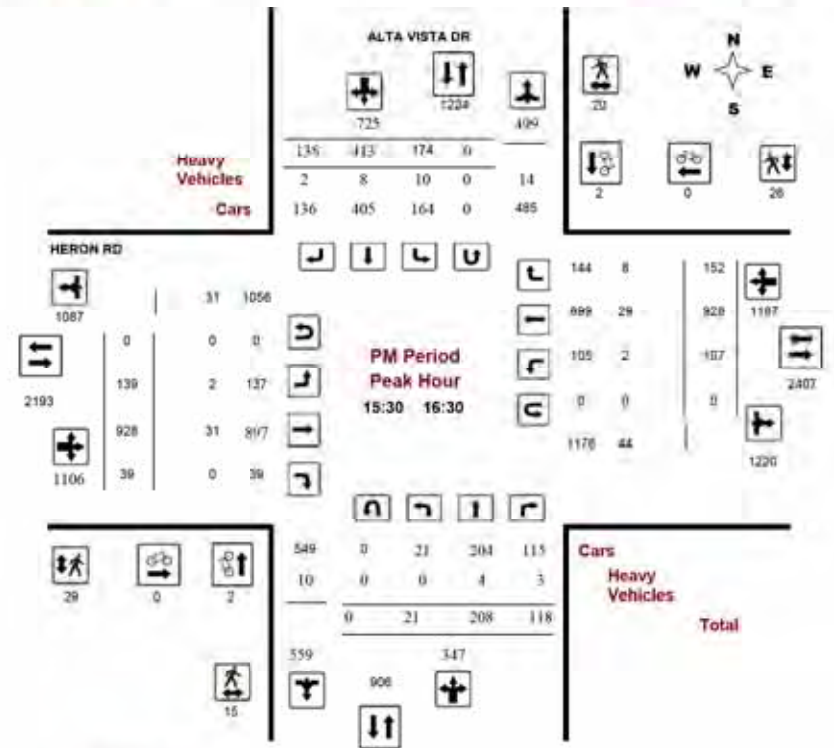 ALTA VISTA DR
N
W E
S
1224
725 499
20
138 413 174 0
Heavy
Vehicles
2 8 10 0 14
Cars
136 405 164 0 485
2 0 26
HERON RD
1087
31 1056
0 0 0
139 2 137
2193
928 31 897
1106
39 0 39
PM Period
Peak Hour
15:30 16:30
144 8 152
899 29 928
1187
105 2 107
2407
0 0 0
1176 44
1220
29 0 2
15
549 0 21 204 115
Cars
10 0 0 4 3
Heavy
Vehicles
0 21 208 118
Total
559 347
906